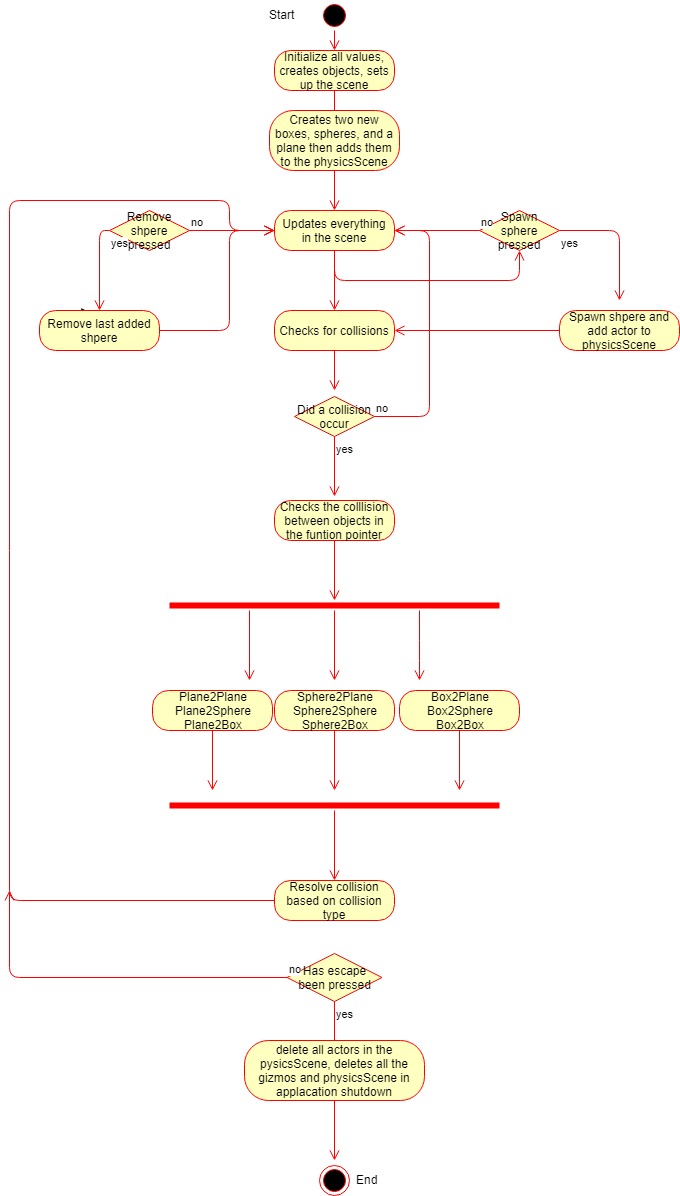 Start
Initialize all values,
creates objects, sets
up the scene
Creates two new
boxes, spheres, and a
plane then adds them
to the physicsScene
Remove
shpere
pressed
no
yes
Updates everything
in the scene
no
Spawn
sphere
pressed
yes
Remove last added
shpere
Checks for collisions
Spawn shpere and
add actor to
physicsScene
Did a collision
occur
no
yes
Checks the colllision
between objects in
the funtion pointer
Plane2Plane
Plane2Sphere
Plane2Box
Sphere2Plane
Sphere2Sphere
Sphere2Box
Box2Plane
Box2Sphere
Box2Box
Resolve collision
based on collision
type
no
Has escape
been pressed
yes
delete all actors in the
pysicsScene, deletes all the
gizmos and physicsScene in
applacation shutdown
End